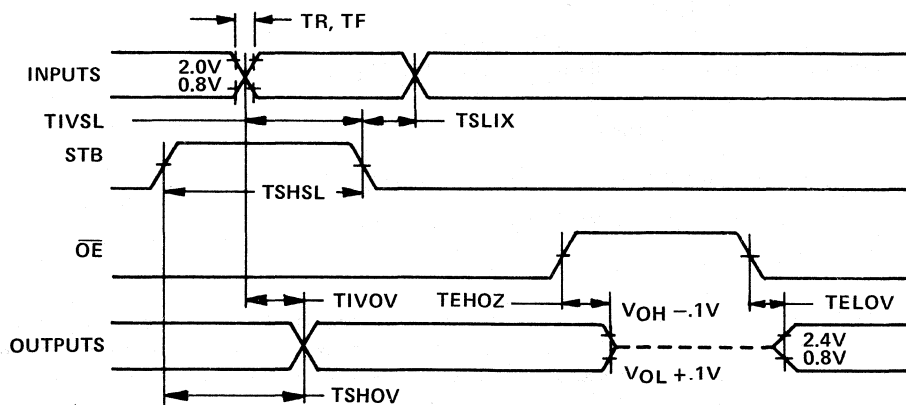 TR, TF
INPUTS
2.0V
0.8V
TIVSL
TSLIX
STB
TSHSL
OE
TIVOV
TEHOZ
VOH −.1V
TELOV
OUTPUTS
2.4V
0.8V
VOL +.1V
TSHOV